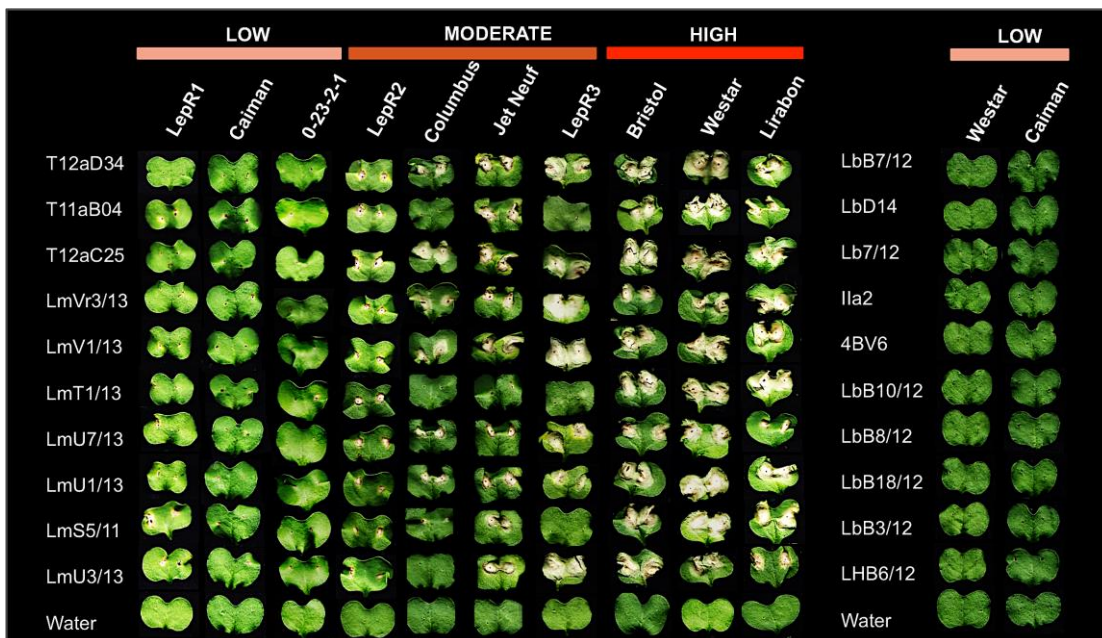 LOW MODERATE HIGH LOW
LepR1 Caiman 0-23-2-1 LepR2 Columbus Jet Neuf LepR3 Bristol Westar Lirabon Westar Caiman
T12aD34 LbB7/12
T11aB04 LbD14
T12aC25 Lb7/12
LmVr3/13 IIa2
LmV1/13 4BV6
LmT1/13 LbB10/12
LmU7/13 LbB8/12
LmU1/13 LbB18/12
LmS5/11 LbB3/12
LmU3/13 LHB6/12
Water Water